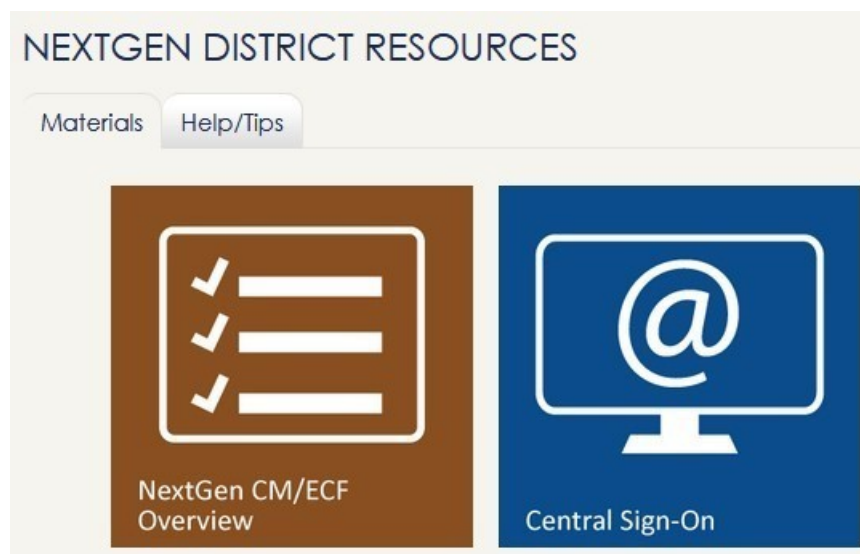 NEXTGEN DISTRICT RESOURCES
Materials Help/Tips
@
NextGen CM/ECF
Overview
Central Sign-On